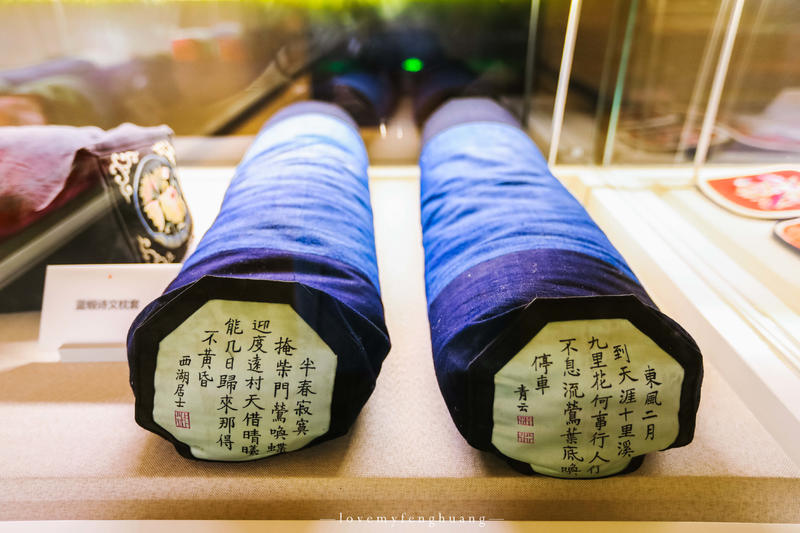 蓝缎诗文枕套
半春寂寞
掩柴門鶯喚蝶
迎度遠村天借晴曦
能几日歸來那得
不黃昏
西湖居士
東風二月
到天涯十里溪
九里花何事行人行
不息流鶯葉底喚
停車
青云
lovemyfenghuang